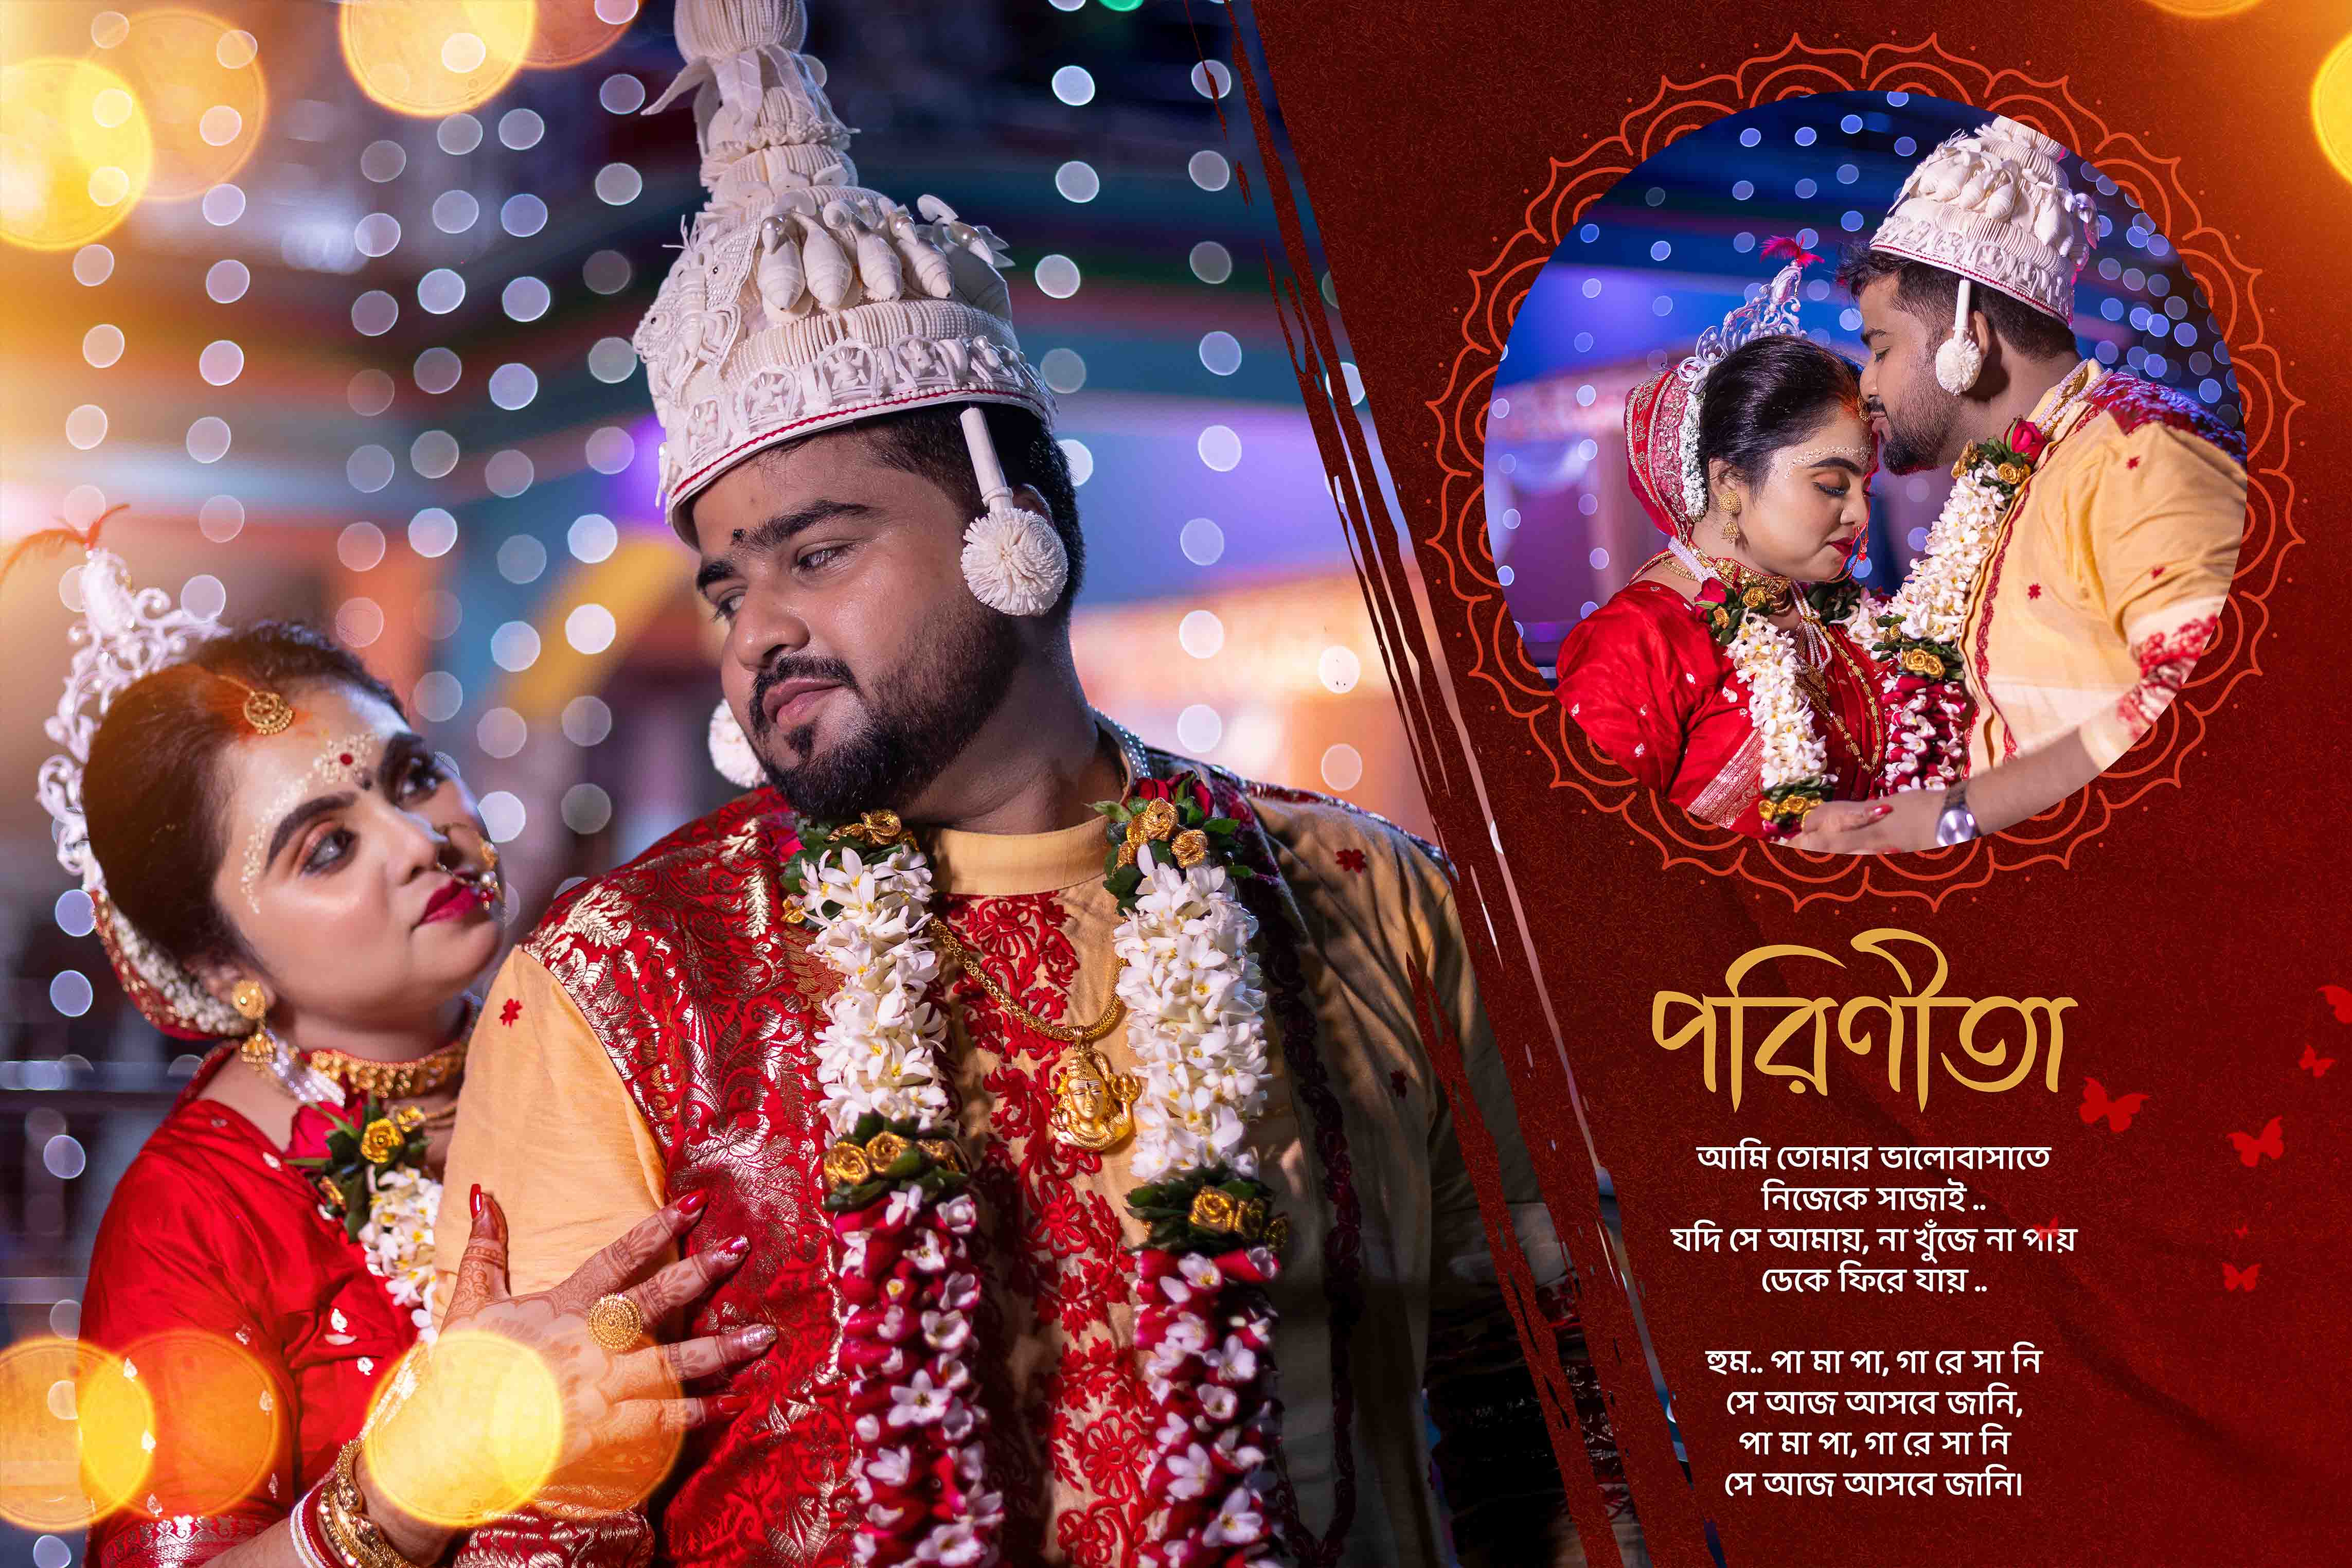 পরিণীতা
আমি তোমার ভালোবাসাতে
নিজেকে সাজাই ..
যদি সে আমায়, না খুঁজে না পায়
ডেকে ফিরে যায় ..
হুম.. পা মা পা, গা রে সা নি
সে আজ আসবে জানি,
পা মা পা, গা রে সা নি
সে আজ আসবে জানি।